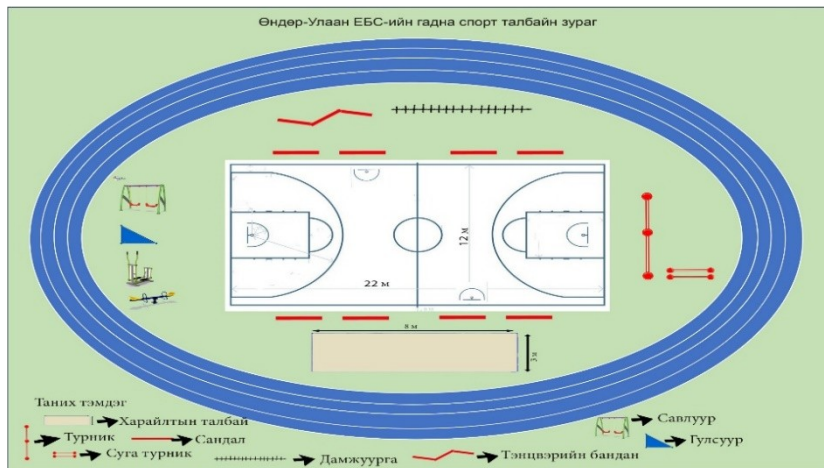 Өндөр-Улаан ЕБС-ийн гадна спорт талбайн зураг
12 м
22 м
8 м
3 м
Таних тэмдэг
Харайлтын талбай
Савлуур
Турник
Сандал
Гулсуур
Суга турник
Дамжуурга
Тэнцвэрийн бандан